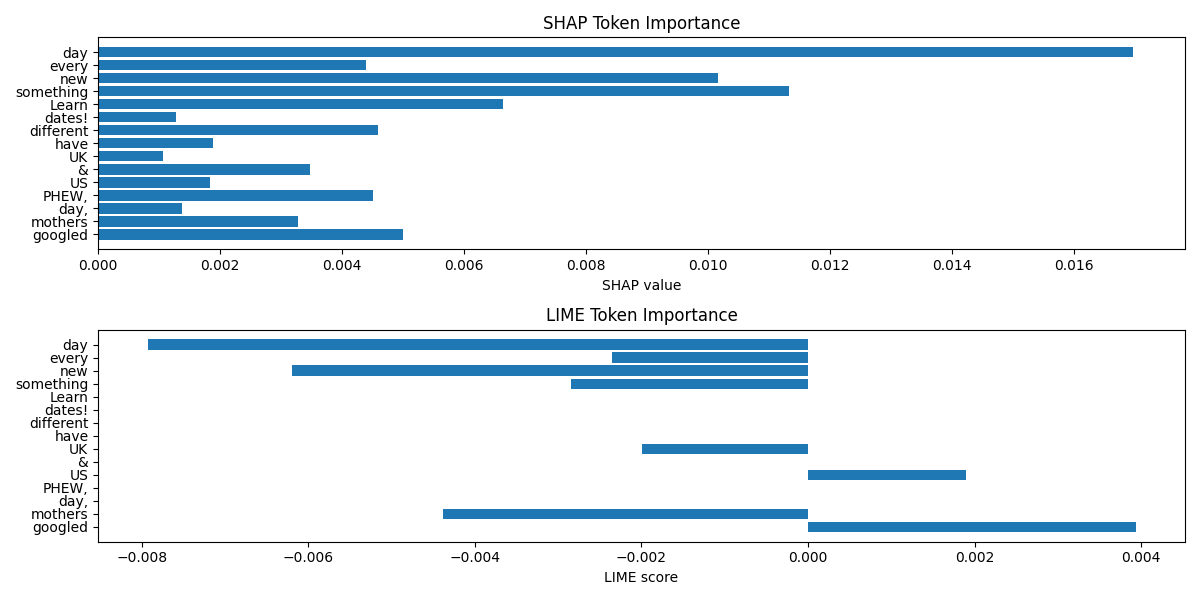 SHAP Token Importance
day
every
new
something
Learn
dates!
different
have
UK
&
US
PHEW,
day,
mothers
googled
0.000 0.002 0.004 0.006 0.008 0.010 0.012 0.014 0.016
SHAP value
LIME Token Importance
day
every
new
something
Learn
dates!
different
have
UK
&
US
PHEW,
day,
mothers
googled
−0.008 −0.006 −0.004 −0.002 0.000 0.002 0.004
LIME score